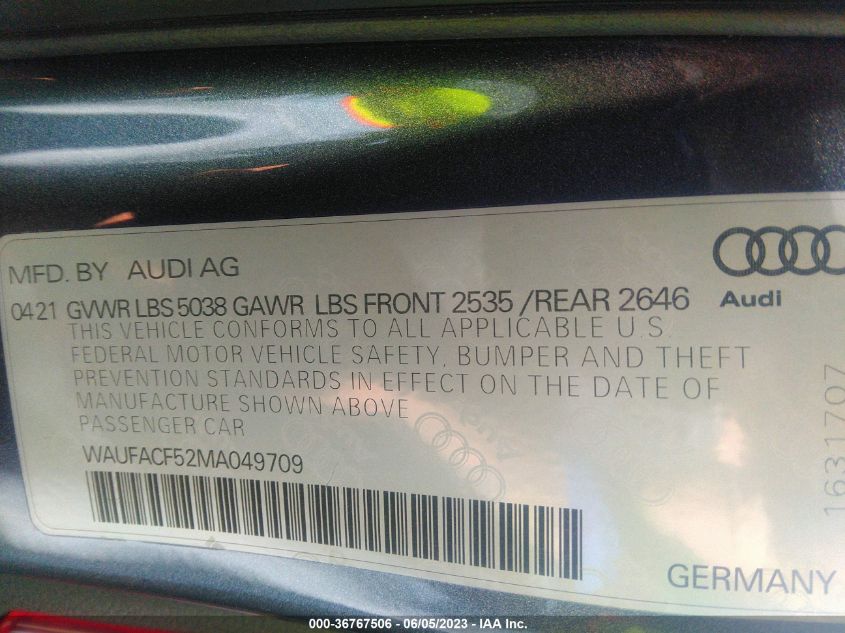 MFD. BY AUDI AG
0421 GVWR LBS 5038 GAWR LBS FRONT 2535 /REAR 2646
Audi
THIS VEHICLE CONFORMS TO ALL APPLICABLE U.S.
FEDERAL MOTOR VEHICLE SAFETY, BUMPER AND THEFT
PREVENTION STANDARDS IN EFFECT ON THE DATE OF
MANUFACTURE SHOWN ABOVE
PASSENGER CAR
WAUFACF52MA049709
1631707
GERMANY
000-36767506 - 06/05/2023 - IAA Inc.